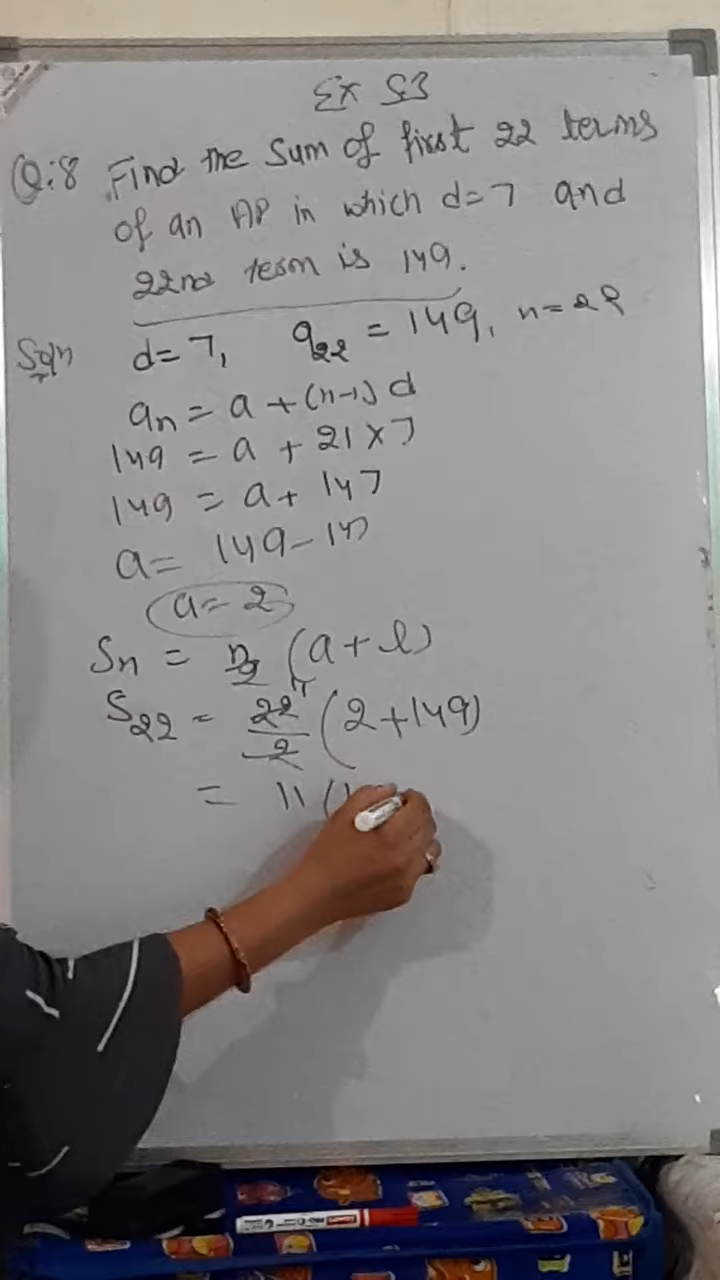 Ex 5.3
Q:8 Find the sum of first 22 terms
of an AP in which d=7 and
22nd term is 149.
Soln d=7, a22 = 149, n=22
an = a + (n-1) d
149 = a + 21 x 7
149 = a + 147
a = 149 - 147
a = 2
Sn = n/2 (a + l)
S22 = 22/2 11 (2+149)
= 11 (1